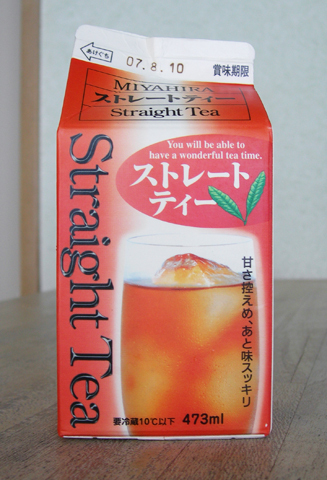 あけぐち
07.8.10
賞味期限
MIYAHIRA
ストレートティー
Straight Tea
You will be able to
have a wonderful tea time.
ストレート
ティー
Straight Tea
甘さ控えめ、あと味スッキリ
要冷蔵10℃以下 473ml